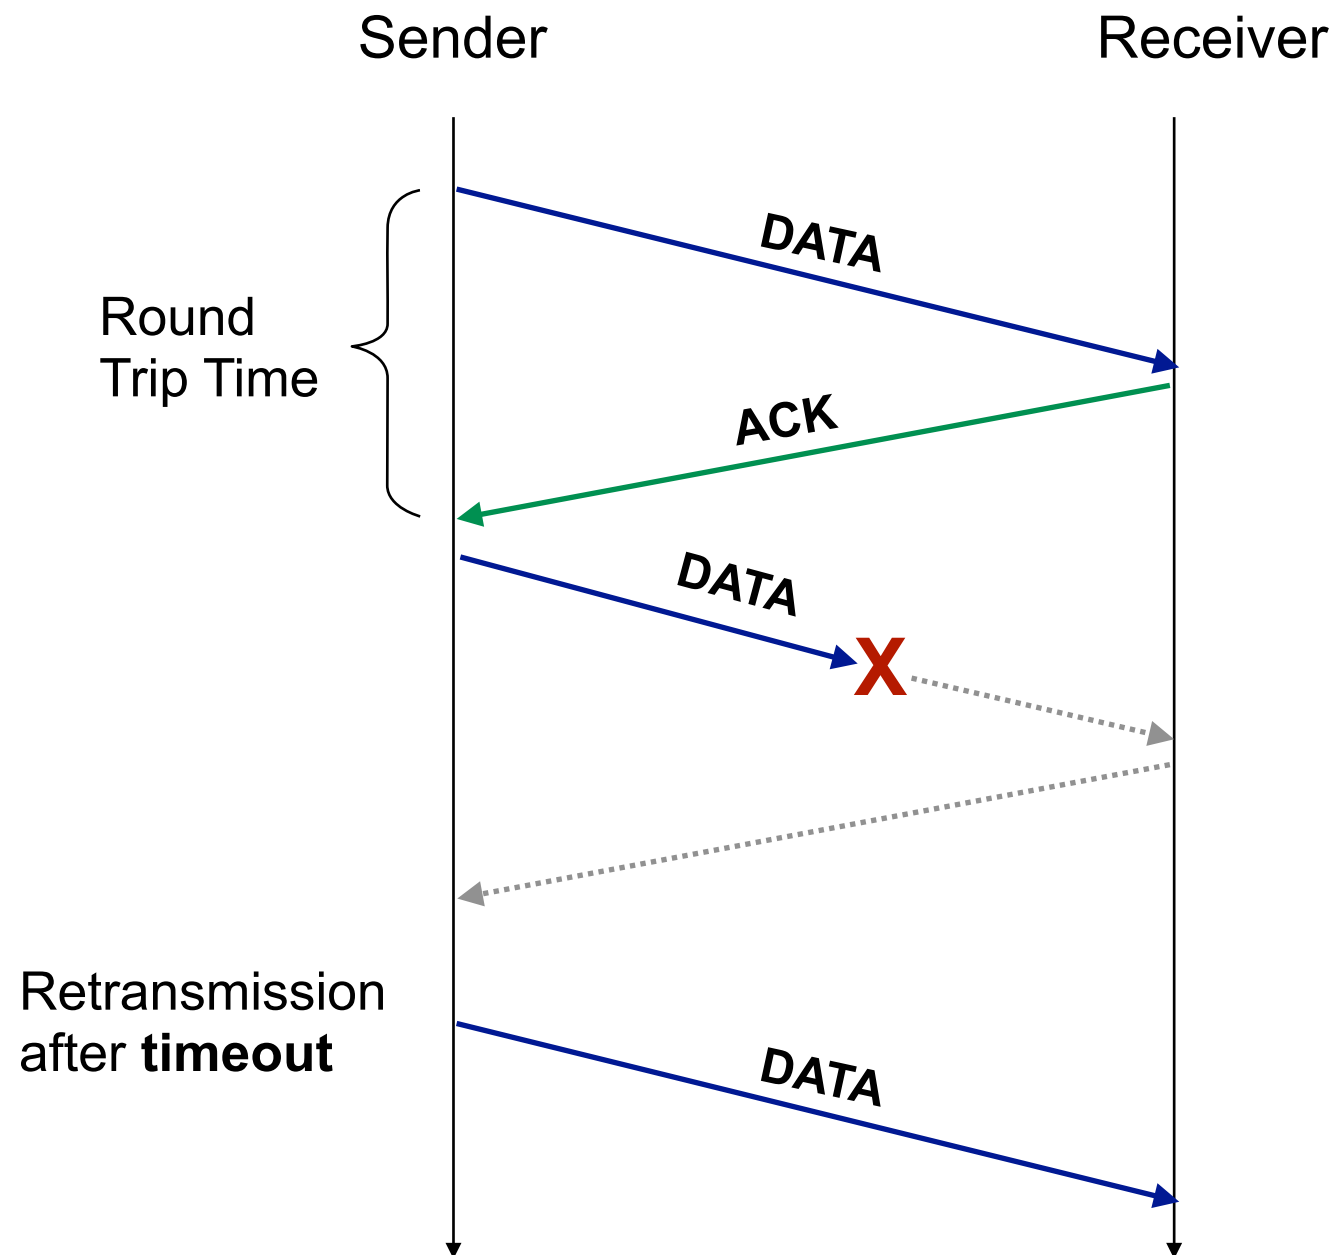 Sender
Receiver
DATA
Round
Trip Time
ACK
DATA
X
Retransmission
after timeout
DATA